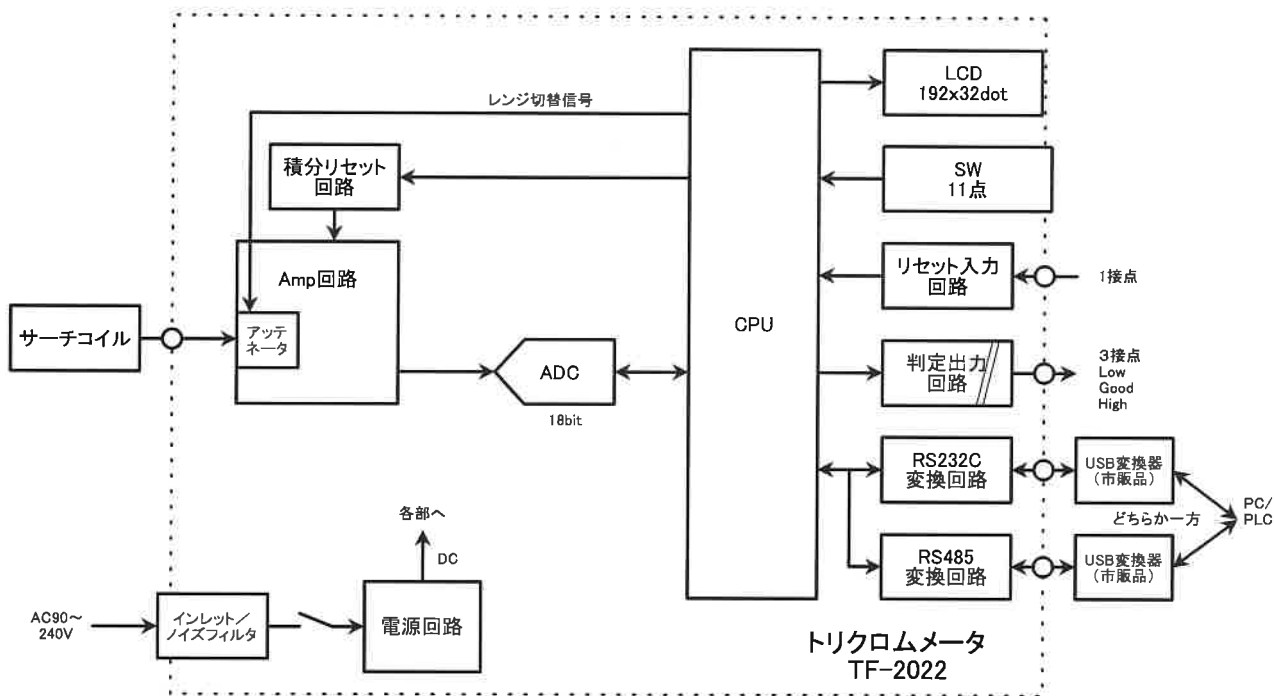 レンジ切替信号
LCD
192x32dot
積分リセット
回路
SW
11点
Amp回路
リセット入力
回路
1接点
CPU
サーチコイル
アッテ
ネータ
ADC
18bit
判定出力
回路
3接点
Low
Good
High
RS232C
変換回路
USB変換器
(市販品)
どちらか一方
PC/
PLC
RS485
変換回路
USB変換器
(市販品)
各部へ
DC
AC90～
240V
インレット／
ノイズフィルタ
電源回路
トリクロムメータ
TF-2022